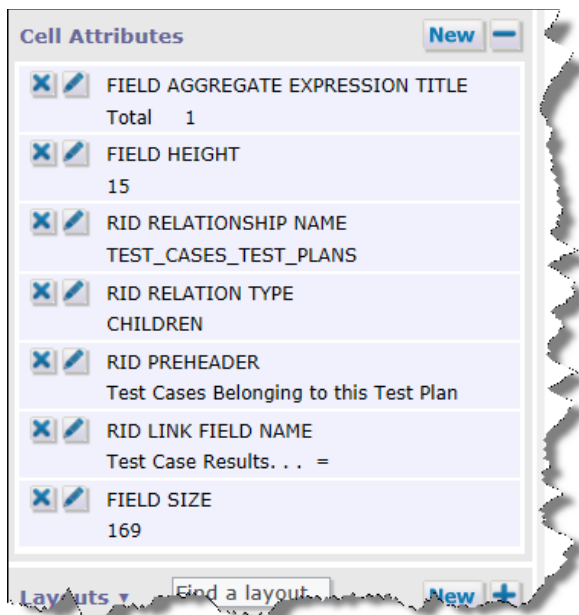 Cell Attributes New
FIELD AGGREGATE EXPRESSION TITLE
Total 1
FIELD HEIGHT
15
RID RELATIONSHIP NAME
TEST_CASES_TEST_PLANS
RID RELATION TYPE
CHILDREN
RID PREHEADER
Test Cases Belonging to this Test Plan
RID LINK FIELD NAME
Test Case Results. . . =
FIELD SIZE
169
Layouts Find a layout New